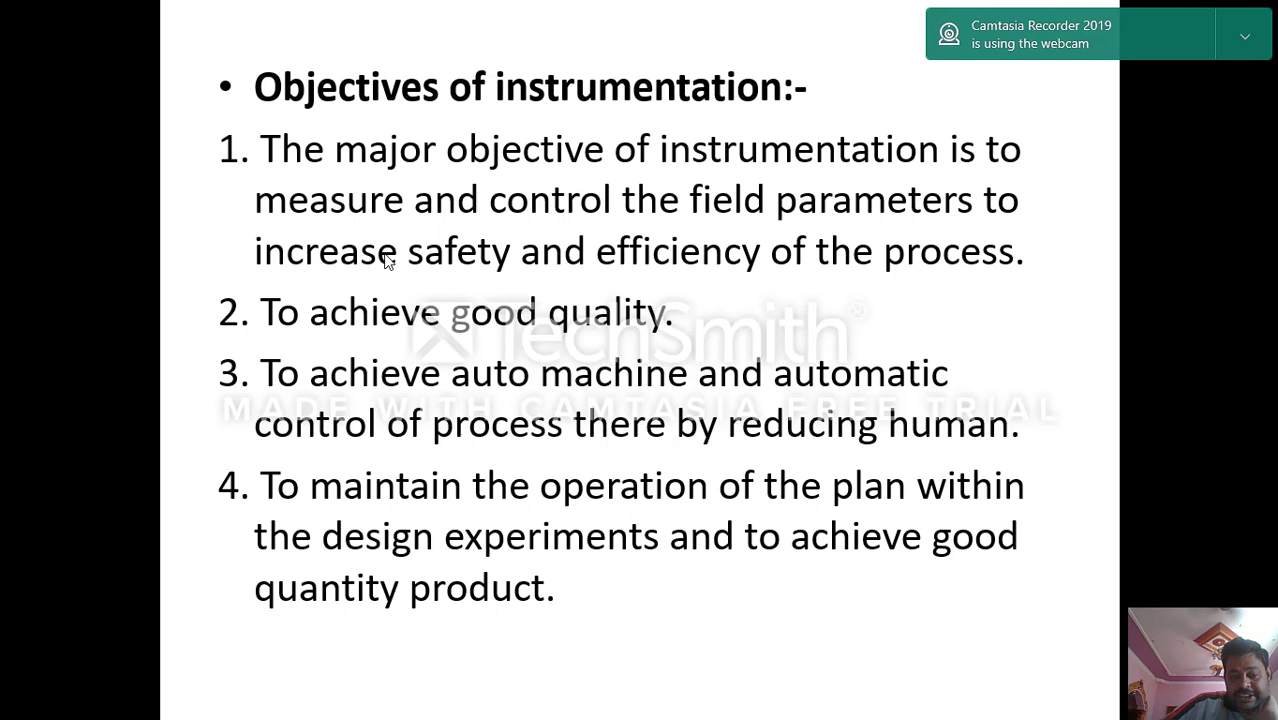 Camtasia Recorder 2019
is using the webcam
• Objectives of instrumentation:-
1. The major objective of instrumentation is to
measure and control the field parameters to
increase safety and efficiency of the process.
2. To achieve good quality.
TechSmith®
3. To achieve auto machine and automatic
MADE WITH CAMTASIA FREE TRIAL
control of process there by reducing human.
4. To maintain the operation of the plan within
the design experiments and to achieve good
quantity product.